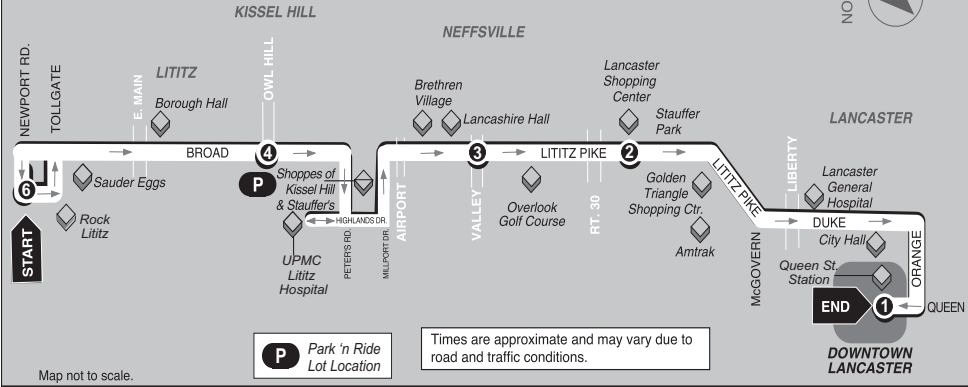 KISSEL HILL
NEFFSVILLE
NO
NEWPORT RD.
TOLLGATE
LITITZ
E. MAIN
Borough Hall
OWL HILL
Brethren
Village
Lancashire Hall
Lancaster
Shopping
Center
Stauffer
Park
LANCASTER
BROAD
4
3
LITITZ PIKE
2
LITITZ PIKE
LIBERTY
6
Sauder Eggs
P
Shoppes of
Kissel Hill
& Stauffer's
Rock
Lititz
START
HIGHLANDS DR.
UPMC
Lititz
Hospital
PETER'S RD.
MILLPORT DR.
AIRPORT
VALLEY
Overlook
Golf Course
RT. 30
Golden
Triangle
Shopping Ctr.
Amtrak
McGOVERN
Lancaster
General
Hospital
DUKE
City Hall
ORANGE
Queen St.
Station
END
1
QUEEN
DOWNTOWN
LANCASTER
P
Park 'n Ride
Lot Location
Times are approximate and may vary due to
road and traffic conditions.
Map not to scale.